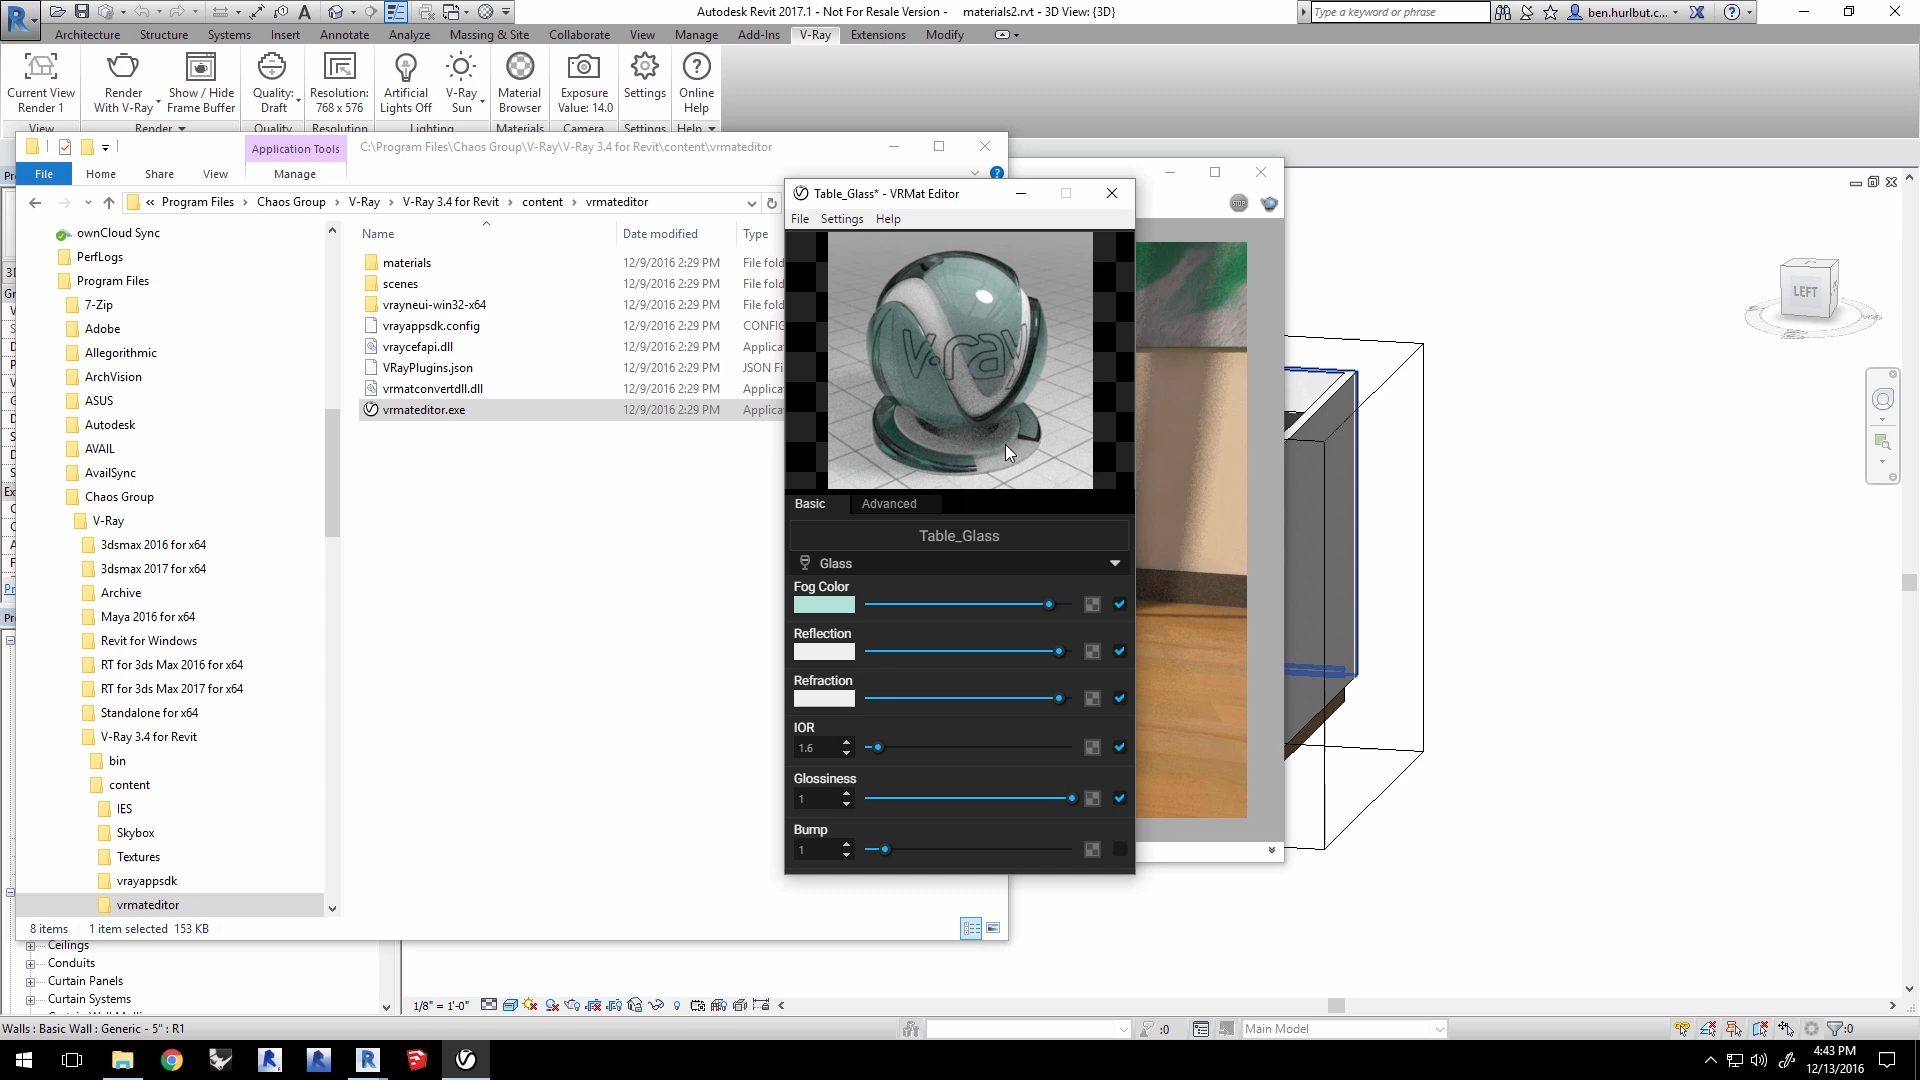 Autodesk Revit 2017.1 - Not For Resale Version - materials2.rvt - 3D View: {3D}
Type a keyword or phrase
ben.hurlbut.c...
Architecture Structure Systems Insert Annotate Analyze Massing & Site Collaborate View Manage Add-Ins V-Ray Extensions Modify
Current View
Render 1
Render
With V-Ray
Show / Hide
Frame Buffer
Quality:
Draft
Resolution:
768 x 576
Artificial
Lights Off
V-Ray
Sun
Material
Browser
Exposure
Value: 14.0
Settings
Online
Help
View Render Quality Resolution Lighting Materials Camera Settings Help
Application Tools
C:\Program Files\Chaos Group\V-Ray\V-Ray 3.4 for Revit\content\vrmateditor
File Home Share View Manage
« Program Files › Chaos Group › V-Ray › V-Ray 3.4 for Revit › content › vrmateditor
ownCloud Sync
PerfLogs
Program Files
7-Zip
Adobe
Allegorithmic
ArchVision
ASUS
Autodesk
AVAIL
AvailSync
Chaos Group
V-Ray
3dsmax 2016 for x64
3dsmax 2017 for x64
Archive
Maya 2016 for x64
Revit for Windows
RT for 3ds Max 2016 for x64
RT for 3ds Max 2017 for x64
Standalone for x64
V-Ray 3.4 for Revit
bin
content
IES
Skybox
Textures
vrayappsdk
vrmateditor
Name Date modified Type
materials 12/9/2016 2:29 PM File fold
scenes 12/9/2016 2:29 PM File fold
vrayneui-win32-x64 12/9/2016 2:29 PM File fold
vrayappsdk.config 12/9/2016 2:29 PM CONFIG
vraycefapi.dll 12/9/2016 2:29 PM Applica
VRayPlugins.json 12/9/2016 2:29 PM JSON Fi
vrmatconvertdll.dll 12/9/2016 2:29 PM Applica
vrmateditor.exe 12/9/2016 2:29 PM Applica
8 items 1 item selected 153 KB
Table_Glass* - VRMat Editor
File Settings Help
v-ray
Basic Advanced
Table_Glass
Glass
Fog Color
Reflection
Refraction
IOR
1.6
Glossiness
1
Bump
1
STOP
LEFT
Ceilings
Conduits
Curtain Panels
Curtain Systems
1/8" = 1'-0"
Walls : Basic Wall : Generic - 5" : R1
:0
Main Model
:0
4:43 PM
12/13/2016